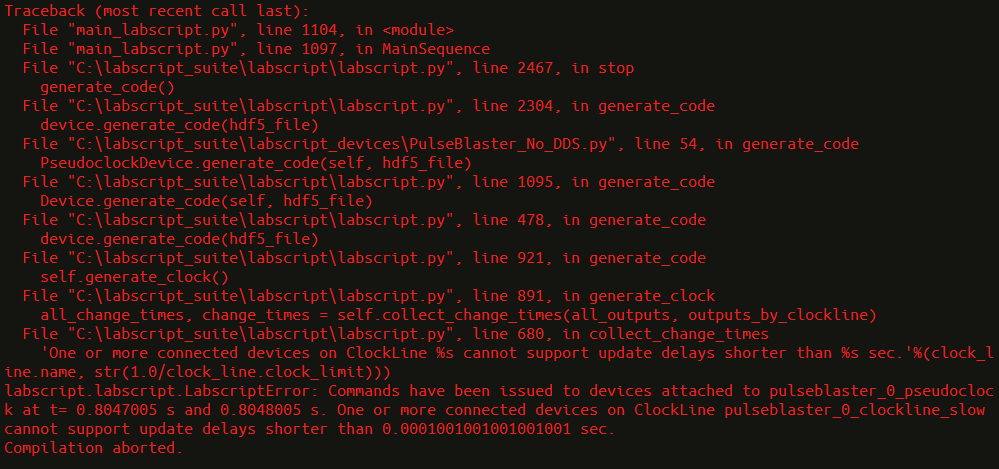 Traceback (most recent call last):
  File "main_labscript.py", line 1104, in <module>
  File "main_labscript.py", line 1097, in MainSequence
  File "C:\labscript_suite\labscript\labscript.py", line 2467, in stop
    generate_code()
  File "C:\labscript_suite\labscript\labscript.py", line 2304, in generate_code
    device.generate_code(hdf5_file)
  File "C:\labscript_suite\labscript_devices\PulseBlaster_No_DDS.py", line 54, in generate_code
    PseudoclockDevice.generate_code(self, hdf5_file)
  File "C:\labscript_suite\labscript\labscript.py", line 1095, in generate_code
    Device.generate_code(self, hdf5_file)
  File "C:\labscript_suite\labscript\labscript.py", line 478, in generate_code
    device.generate_code(hdf5_file)
  File "C:\labscript_suite\labscript\labscript.py", line 921, in generate_code
    self.generate_clock()
  File "C:\labscript_suite\labscript\labscript.py", line 891, in generate_clock
    all_change_times, change_times = self.collect_change_times(all_outputs, outputs_by_clockline)
  File "C:\labscript_suite\labscript\labscript.py", line 680, in collect_change_times
    'One or more connected devices on ClockLine %s cannot support update delays shorter than %s sec.'%(clock_l
ine.name, str(1.0/clock_line.clock_limit)))
labscript.labscript.LabscriptError: Commands have been issued to devices attached to pulseblaster_0_pseudocloc
k at t= 0.8047005 s and 0.8048005 s. One or more connected devices on ClockLine pulseblaster_0_clockline_slow
cannot support update delays shorter than 0.0001001001001001 sec.
Compilation aborted.